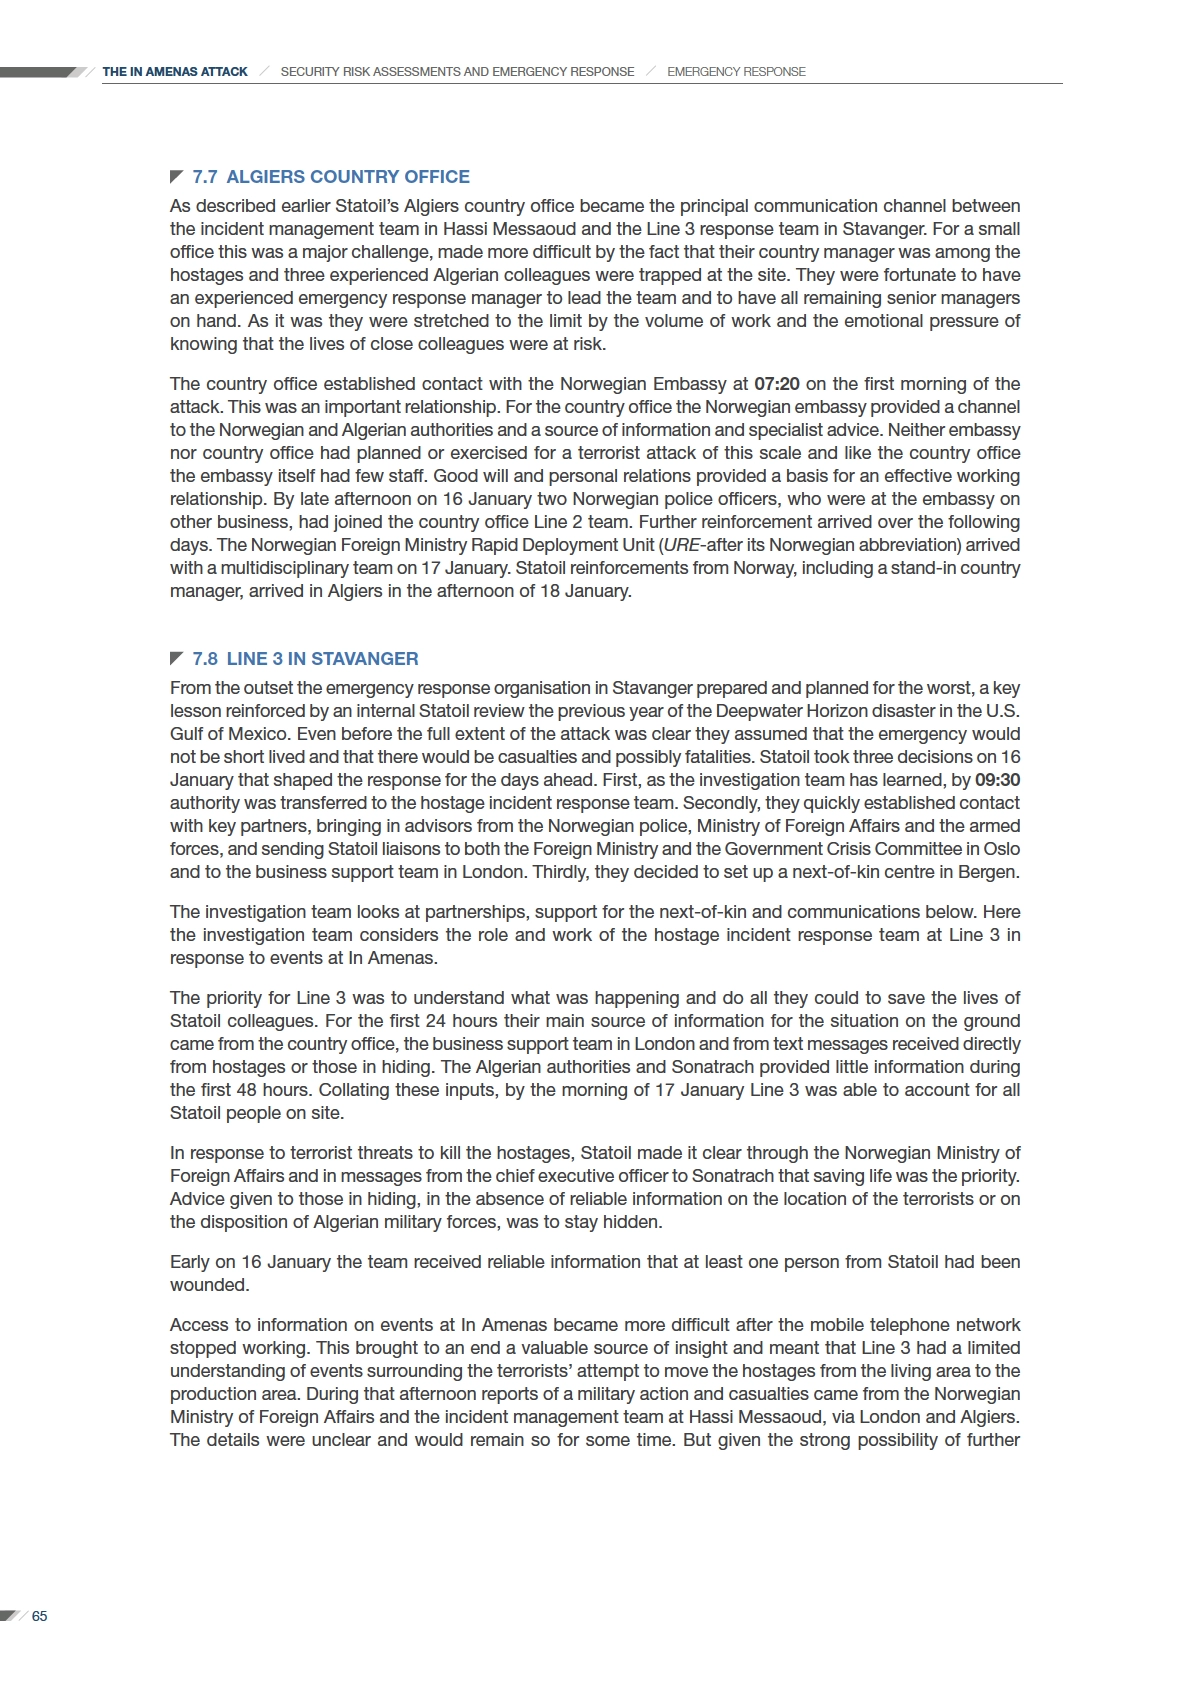 THE IN AMENAS ATTACK / SECURITY RISK ASSESSMENTS AND EMERGENCY RESPONSE / EMERGENCY RESPONSE
7.7 ALGIERS COUNTRY OFFICE
As described earlier Statoil’s Algiers country office became the principal communication channel between
the incident management team in Hassi Messaoud and the Line 3 response team in Stavanger. For a small
office this was a major challenge, made more difficult by the fact that their country manager was among the
hostages and three experienced Algerian colleagues were trapped at the site. They were fortunate to have
an experienced emergency response manager to lead the team and to have all remaining senior managers
on hand. As it was they were stretched to the limit by the volume of work and the emotional pressure of
knowing that the lives of close colleagues were at risk.
The country office established contact with the Norwegian Embassy at 07:20 on the first morning of the
attack. This was an important relationship. For the country office the Norwegian embassy provided a channel
to the Norwegian and Algerian authorities and a source of information and specialist advice. Neither embassy
nor country office had planned or exercised for a terrorist attack of this scale and like the country office
the embassy itself had few staff. Good will and personal relations provided a basis for an effective working
relationship. By late afternoon on 16 January two Norwegian police officers, who were at the embassy on
other business, had joined the country office Line 2 team. Further reinforcement arrived over the following
days. The Norwegian Foreign Ministry Rapid Deployment Unit (URE-after its Norwegian abbreviation) arrived
with a multidisciplinary team on 17 January. Statoil reinforcements from Norway, including a stand-in country
manager, arrived in Algiers in the afternoon of 18 January.
7.8 LINE 3 IN STAVANGER
From the outset the emergency response organisation in Stavanger prepared and planned for the worst, a key
lesson reinforced by an internal Statoil review the previous year of the Deepwater Horizon disaster in the U.S.
Gulf of Mexico. Even before the full extent of the attack was clear they assumed that the emergency would
not be short lived and that there would be casualties and possibly fatalities. Statoil took three decisions on 16
January that shaped the response for the days ahead. First, as the investigation team has learned, by 09:30
authority was transferred to the hostage incident response team. Secondly, they quickly established contact
with key partners, bringing in advisors from the Norwegian police, Ministry of Foreign Affairs and the armed
forces, and sending Statoil liaisons to both the Foreign Ministry and the Government Crisis Committee in Oslo
and to the business support team in London. Thirdly, they decided to set up a next-of-kin centre in Bergen.
The investigation team looks at partnerships, support for the next-of-kin and communications below. Here
the investigation team considers the role and work of the hostage incident response team at Line 3 in
response to events at In Amenas.
The priority for Line 3 was to understand what was happening and do all they could to save the lives of
Statoil colleagues. For the first 24 hours their main source of information for the situation on the ground
came from the country office, the business support team in London and from text messages received directly
from hostages or those in hiding. The Algerian authorities and Sonatrach provided little information during
the first 48 hours. Collating these inputs, by the morning of 17 January Line 3 was able to account for all
Statoil people on site.
In response to terrorist threats to kill the hostages, Statoil made it clear through the Norwegian Ministry of
Foreign Affairs and in messages from the chief executive officer to Sonatrach that saving life was the priority.
Advice given to those in hiding, in the absence of reliable information on the location of the terrorists or on
the disposition of Algerian military forces, was to stay hidden.
Early on 16 January the team received reliable information that at least one person from Statoil had been
wounded.
Access to information on events at In Amenas became more difficult after the mobile telephone network
stopped working. This brought to an end a valuable source of insight and meant that Line 3 had a limited
understanding of events surrounding the terrorists’ attempt to move the hostages from the living area to the
production area. During that afternoon reports of a military action and casualties came from the Norwegian
Ministry of Foreign Affairs and the incident management team at Hassi Messaoud, via London and Algiers.
The details were unclear and would remain so for some time. But given the strong possibility of further
65